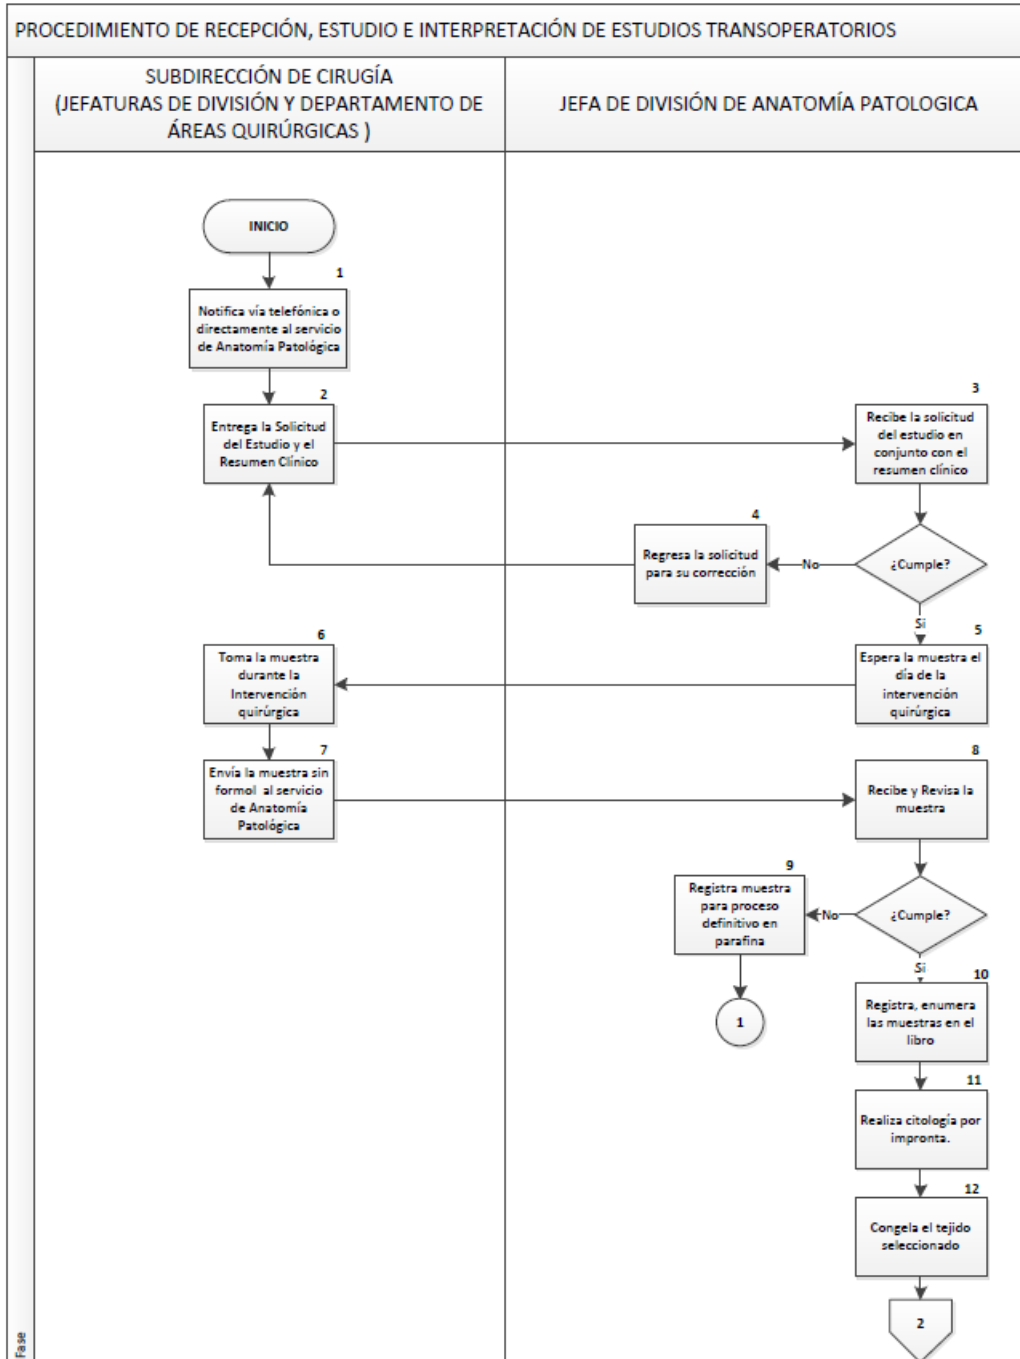 PROCEDIMIENTO DE RECEPCIÓN, ESTUDIO E INTERPRETACIÓN DE ESTUDIOS TRANSOPERATORIOS
SUBDIRECCIÓN DE CIRUGÍA
(JEFATURAS DE DIVISIÓN Y DEPARTAMENTO DE
ÁREAS QUIRÚRGICAS )
JEFA DE DIVISIÓN DE ANATOMÍA PATOLOGICA
INICIO
1
Notifica vía telefónica o
directamente al servicio
de Anatomía Patológica
2
Entrega la Solicitud
del Estudio y el
Resumen Clínico
3
Recibe la solicitud
del estudio en
conjunto con el
resumen clínico
4
Regresa la solicitud
para su corrección
No
¿Cumple?
Si
5
Espera la muestra el
día de la
intervención
quirúrgica
6
Toma la muestra
durante la
Intervención
quirúrgica
7
Envía la muestra sin
formol al servicio
de Anatomía
Patológica
8
Recibe y Revisa la
muestra
9
Registra muestra
para proceso
definitivo en
parafina
No
¿Cumple?
Si
1
10
Registra, enumera
las muestras en el
libro
11
Realiza citología por
impronta.
12
Congela el tejido
seleccionado
2
Fase